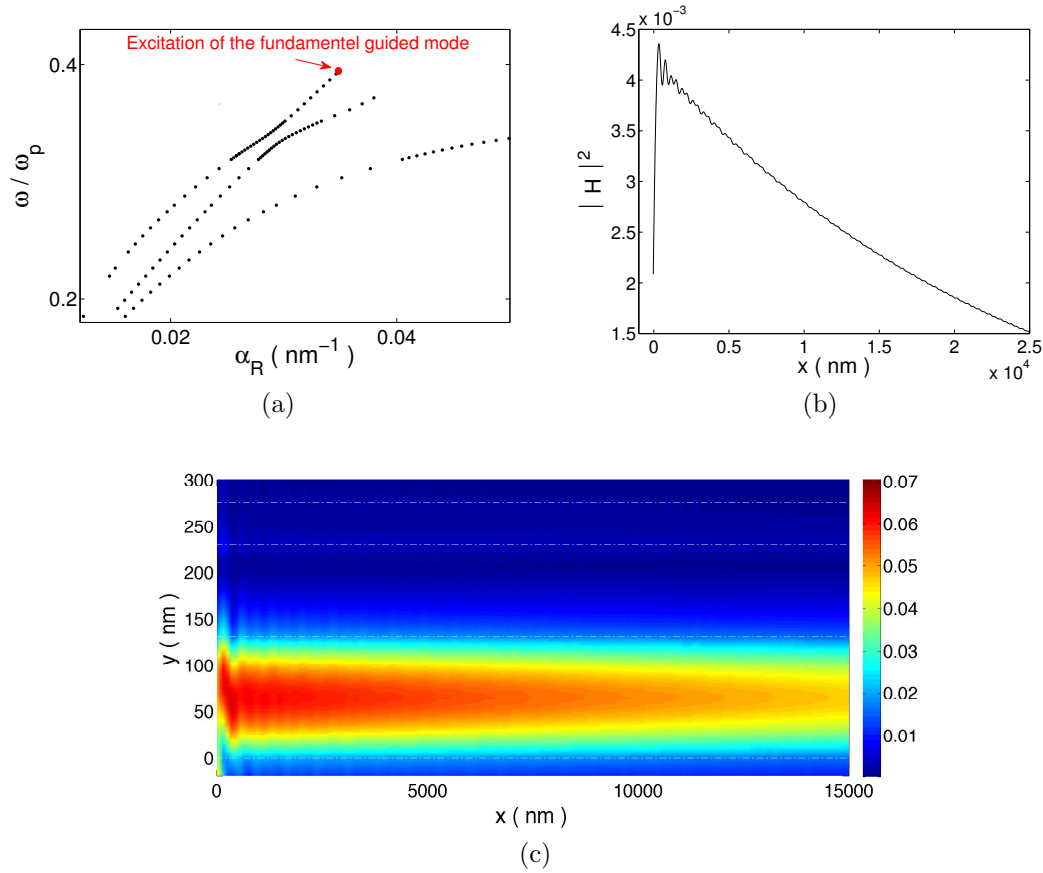 Excitation of the fundamentel guided mode
0.4
0.2
ω / ω_p
0.02
0.04
α_R ( nm⁻¹ )
(a)
x 10⁻³
4.5
4
3.5
3
2.5
2
1.5
| H |²
0
0.5
1
1.5
2
2.5
x ( nm )
x 10⁴
(b)
300
250
200
150
100
50
0
y ( nm )
0
5000
10000
15000
x ( nm )
0.07
0.06
0.05
0.04
0.03
0.02
0.01
(c)